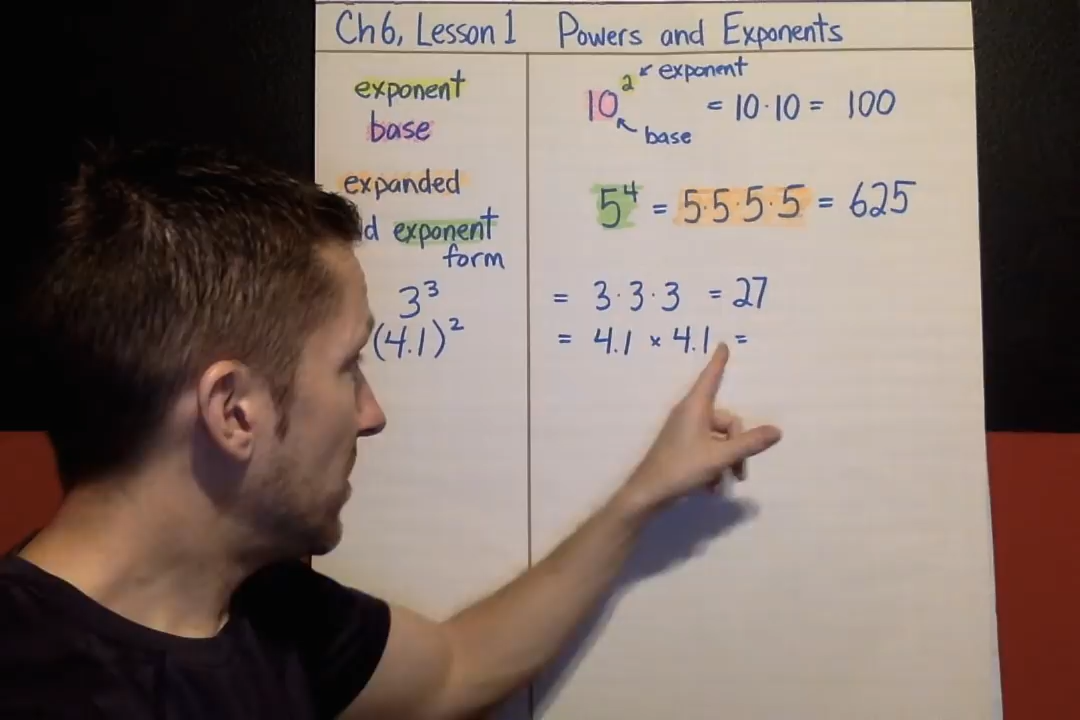 Ch 6, Lesson 1 Powers and Exponents
exponent
base
10² ↙ exponent = 10·10 = 100
↖ base
expanded
d exponent
form
5⁴ = 5·5·5·5 = 625
3³ = 3·3·3 = 27
(4.1)² = 4.1 × 4.1 =